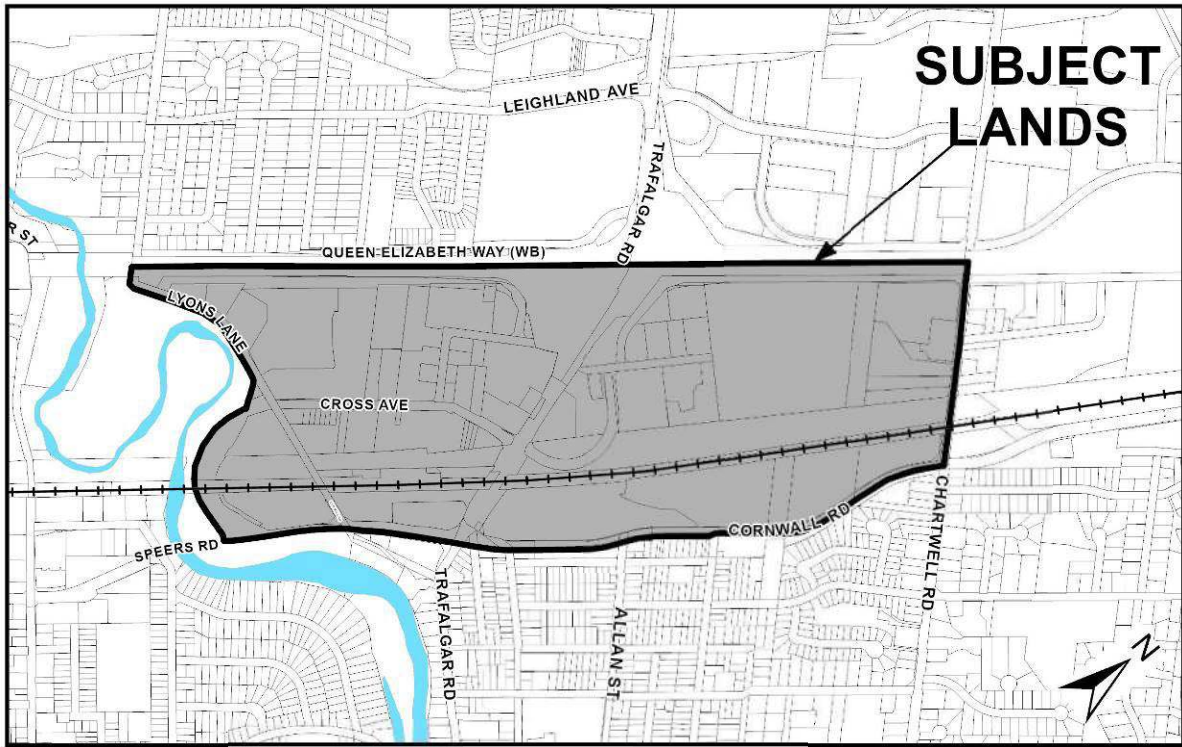 SUBJECT
LANDS
LEIGHLAND AVE
TRAFALGAR RD
R ST
QUEEN ELIZABETH WAY (WB)
LYONS LANE
CROSS AVE
CORNWALL RD
SPEERS RD
CHARTWELL RD
TRAFALGAR RD
ALLAN ST
N